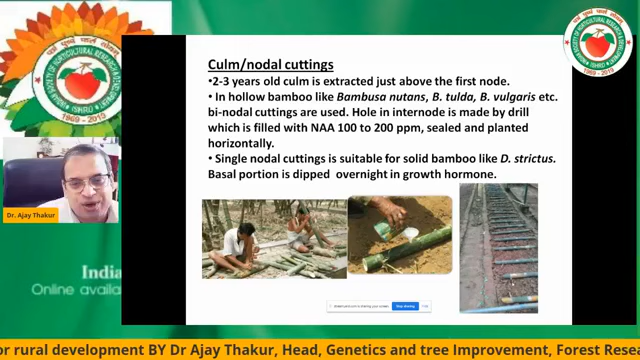 Culm/nodal cuttings
•2-3 years old culm is extracted just above the first node.
• In hollow bamboo like Bambusa nutans, B. tulda, B. vulgaris etc.
bi-nodal cuttings are used. Hole in internode is made by drill
which is filled with NAA 100 to 200 ppm, sealed and planted
horizontally.
• Single nodal cuttings is suitable for solid bamboo like D. strictus.
Basal portion is dipped overnight in growth hormone.
1969 - 2019
Dr. Ajay Thakur
India
Online availa
Stop sharing
Hide
or rural development BY Dr Ajay Thakur, Head, Genetics and tree Improvement, Forest Rese